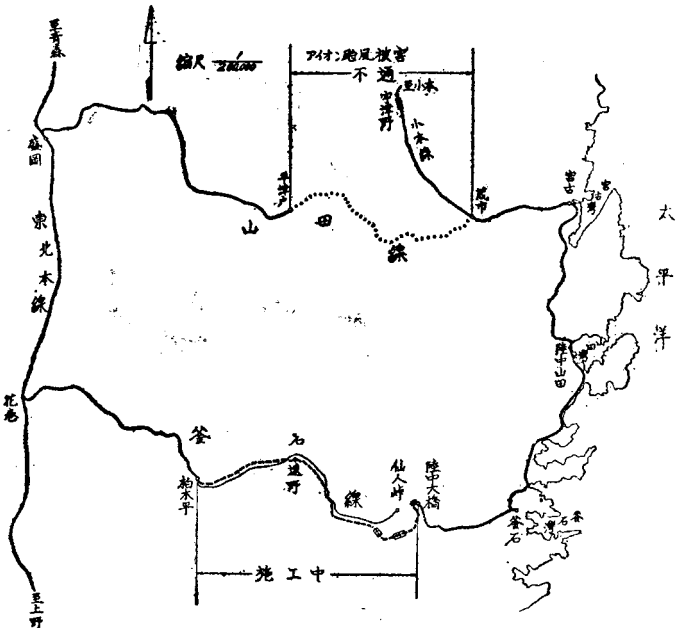 至青森
縮尺 1/200,000
アイオン颱風被害
不通
至小本
中津野
小本線
盛岡
平津戸
茂市
宮古
宮古湾
太平洋
山田線
東北本線
陸中山田
山田湾
花巻
釜石線
柏木平
遠野
仙人峠
陸中大橋
釜石
釜石湾
施工中
至上野